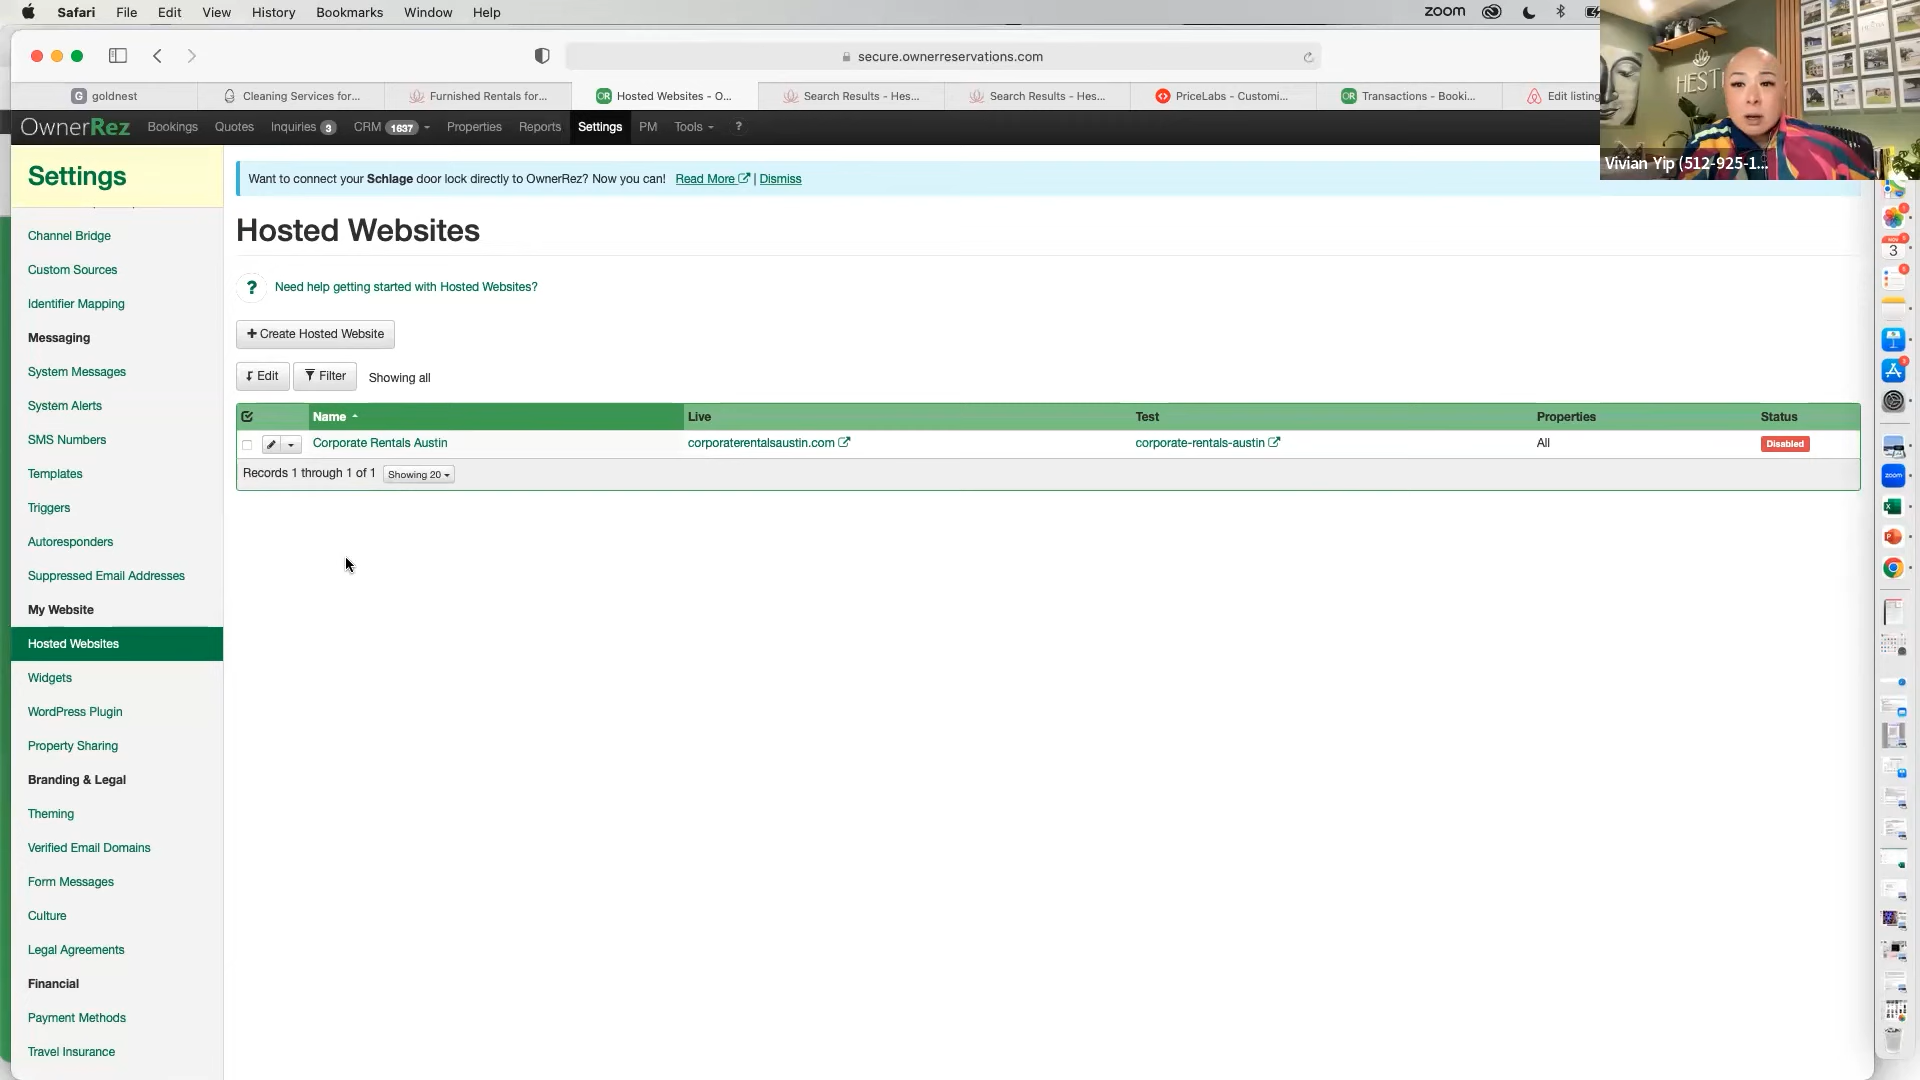 Safari File Edit View History Bookmarks Window Help
zoom
secure.ownerreservations.com
goldnest
Cleaning Services for...
Furnished Rentals for...
OR Hosted Websites - O...
Search Results - Hes...
Search Results - Hes...
PriceLabs - Customi...
OR Transactions - Booki...
Edit listing
HEST
Vivian Yip (512-925-1...
OwnerRez Bookings Quotes Inquiries 3 CRM 1637 Properties Reports Settings PM Tools ?
Settings
Channel Bridge
Custom Sources
Identifier Mapping
Messaging
System Messages
System Alerts
SMS Numbers
Templates
Triggers
Autoresponders
Suppressed Email Addresses
My Website
Hosted Websites
Widgets
WordPress Plugin
Property Sharing
Branding & Legal
Theming
Verified Email Domains
Form Messages
Culture
Legal Agreements
Financial
Payment Methods
Travel Insurance
Want to connect your Schlage door lock directly to OwnerRez? Now you can! Read More | Dismiss
Hosted Websites
? Need help getting started with Hosted Websites?
+ Create Hosted Website
Edit Filter Showing all
Name Live Test Properties Status
Corporate Rentals Austin corporaterentalsaustin.com corporate-rentals-austin All Disabled
Records 1 through 1 of 1 Showing 20
3
zoom